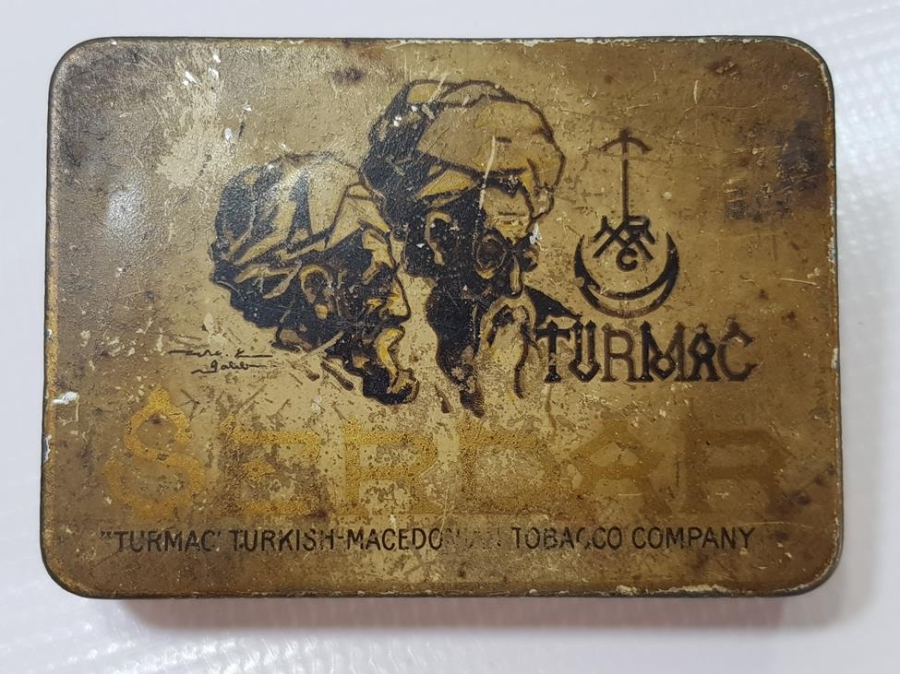 TURMAC
SERDAR
"TURMAC" TURKISH-MACEDONIAN TOBACCO COMPANY